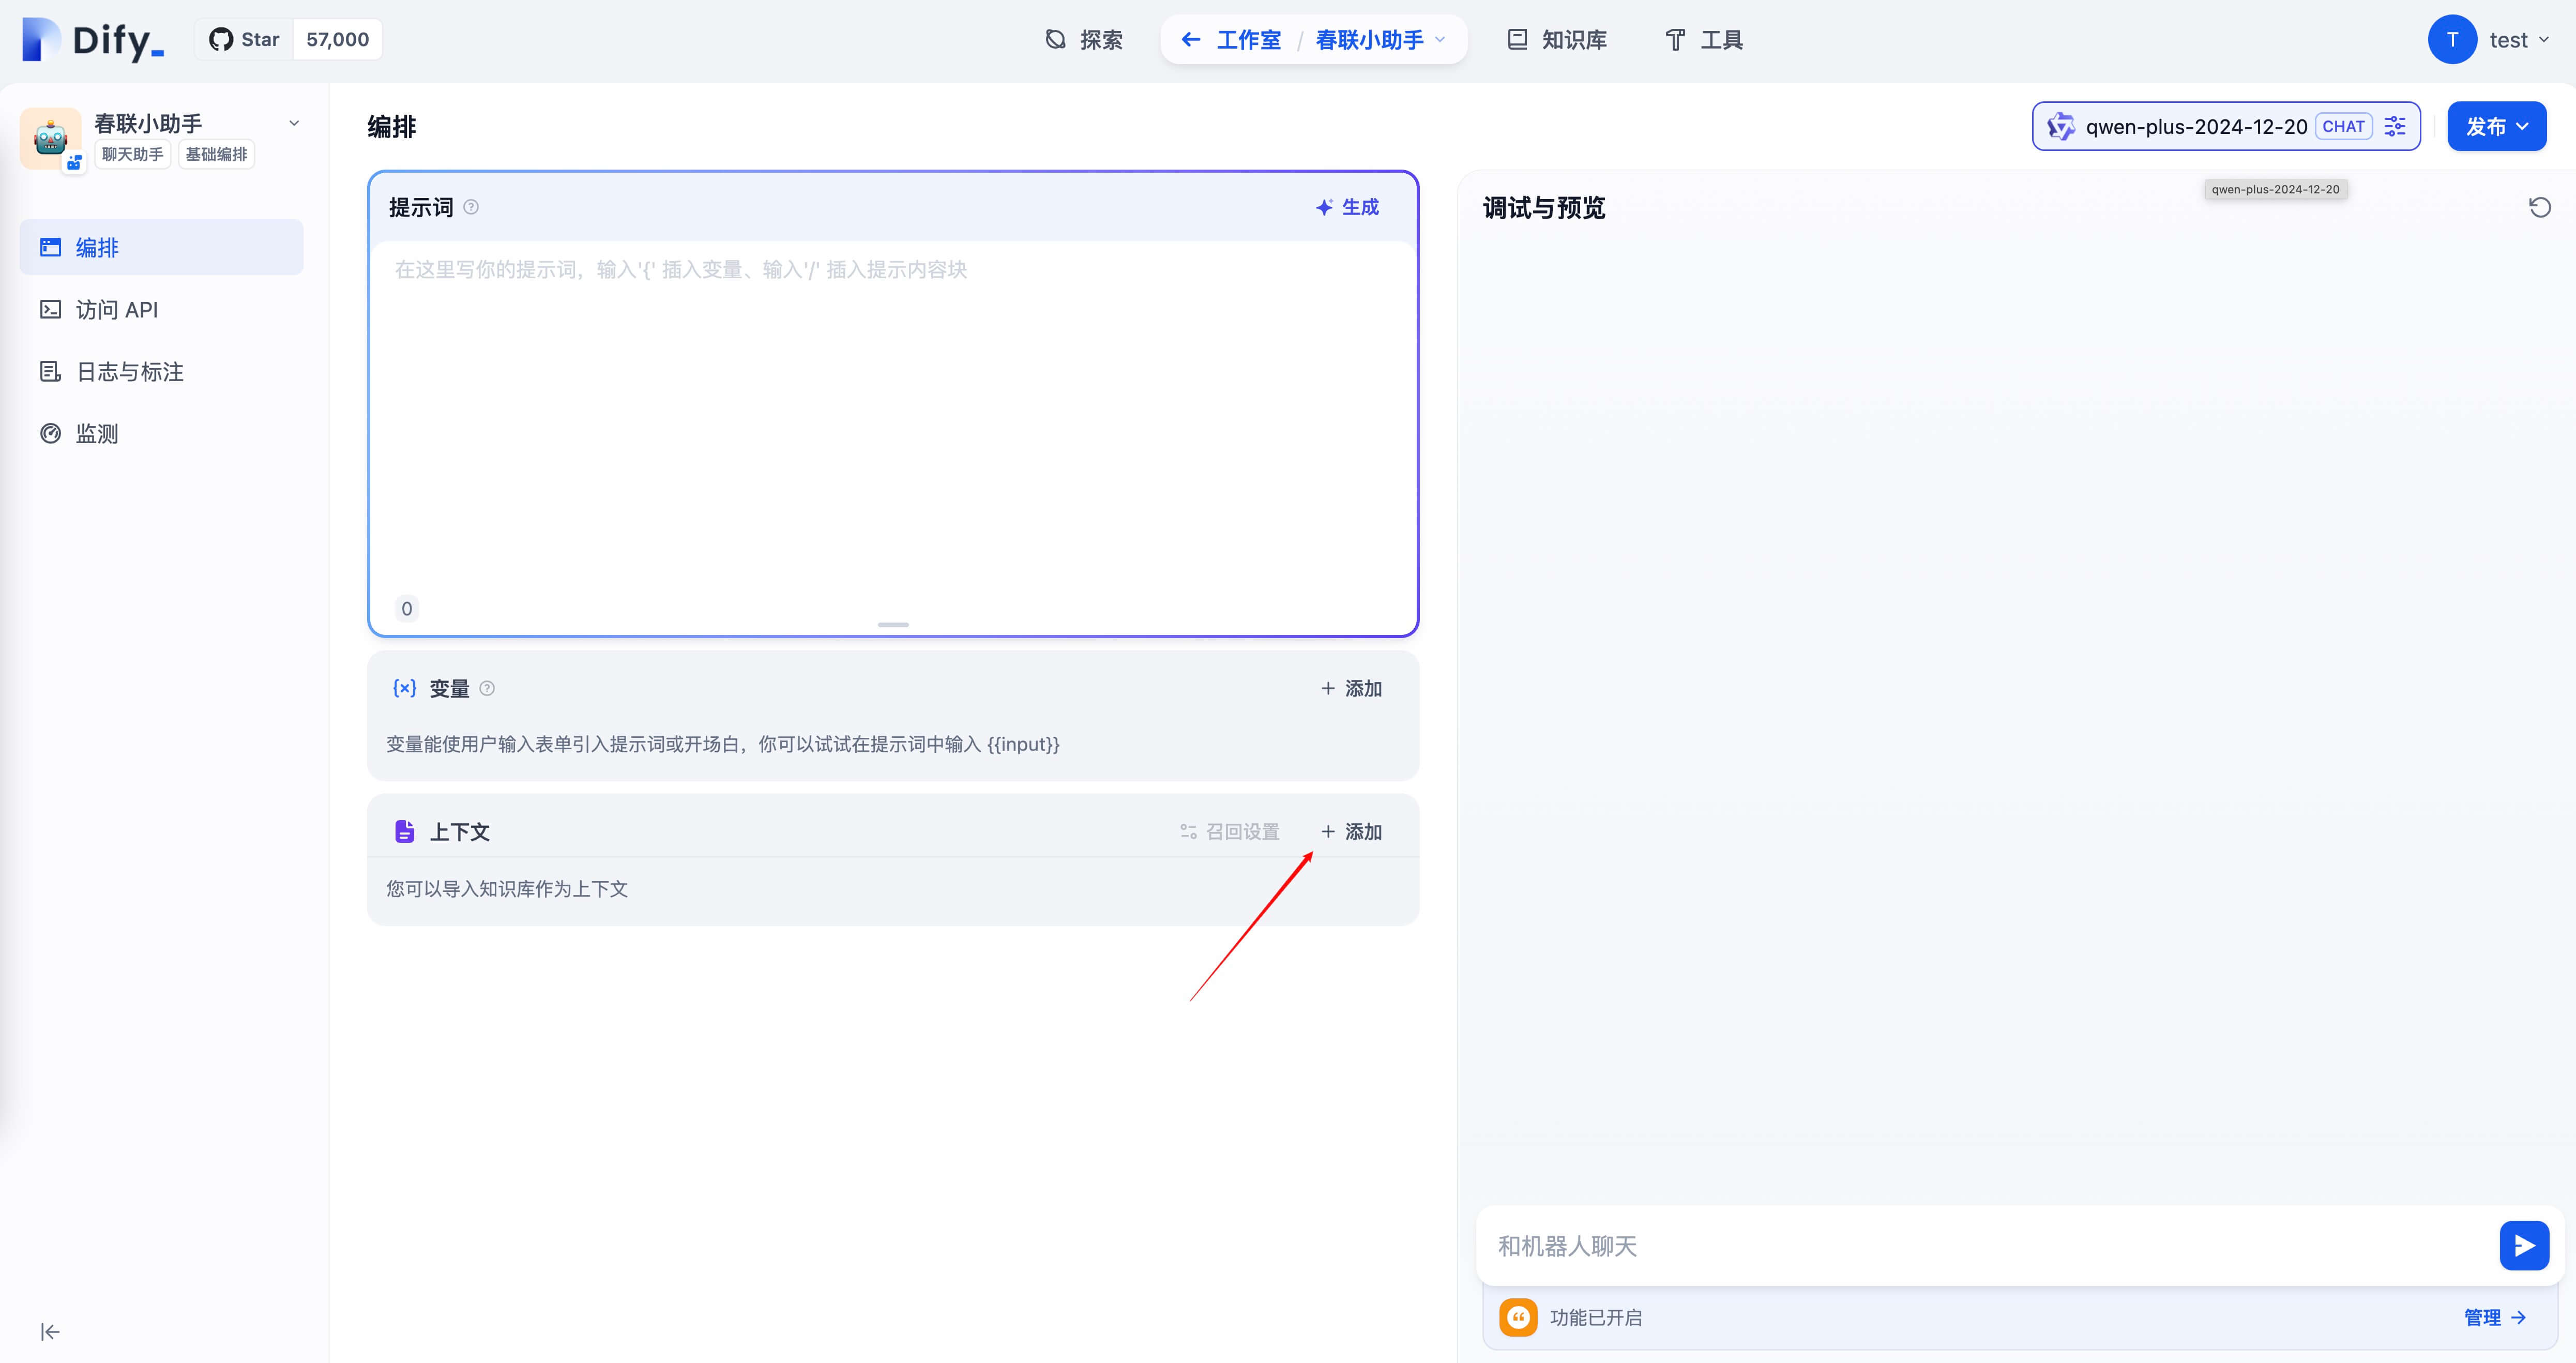 Dify_
Star 57,000
探索
工作室 / 春联小助手
知识库
工具
T test
春联小助手
聊天助手 基础编排
编排
访问 API
日志与标注
监测
编排
qwen-plus-2024-12-20 CHAT
发布
qwen-plus-2024-12-20
提示词
生成
在这里写你的提示词，输入'{' 插入变量、输入'/' 插入提示内容块
0
{x} 变量
+ 添加
变量能使用户输入表单引入提示词或开场白，你可以试试在提示词中输入 {{input}}
上下文
召回设置
+ 添加
您可以导入知识库作为上下文
调试与预览
和机器人聊天
功能已开启
管理 →